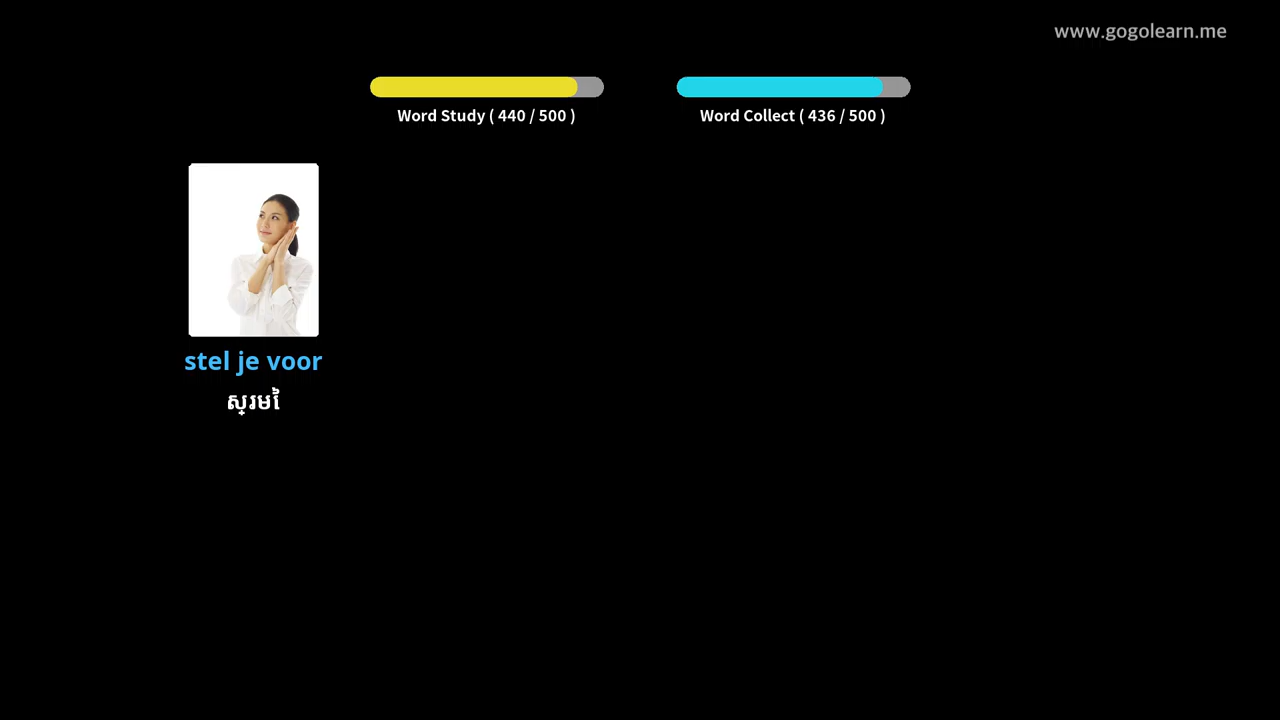 www.gogolearn.me
Word Study ( 440 / 500 )
Word Collect ( 436 / 500 )
stel je voor
ស្រមៃ